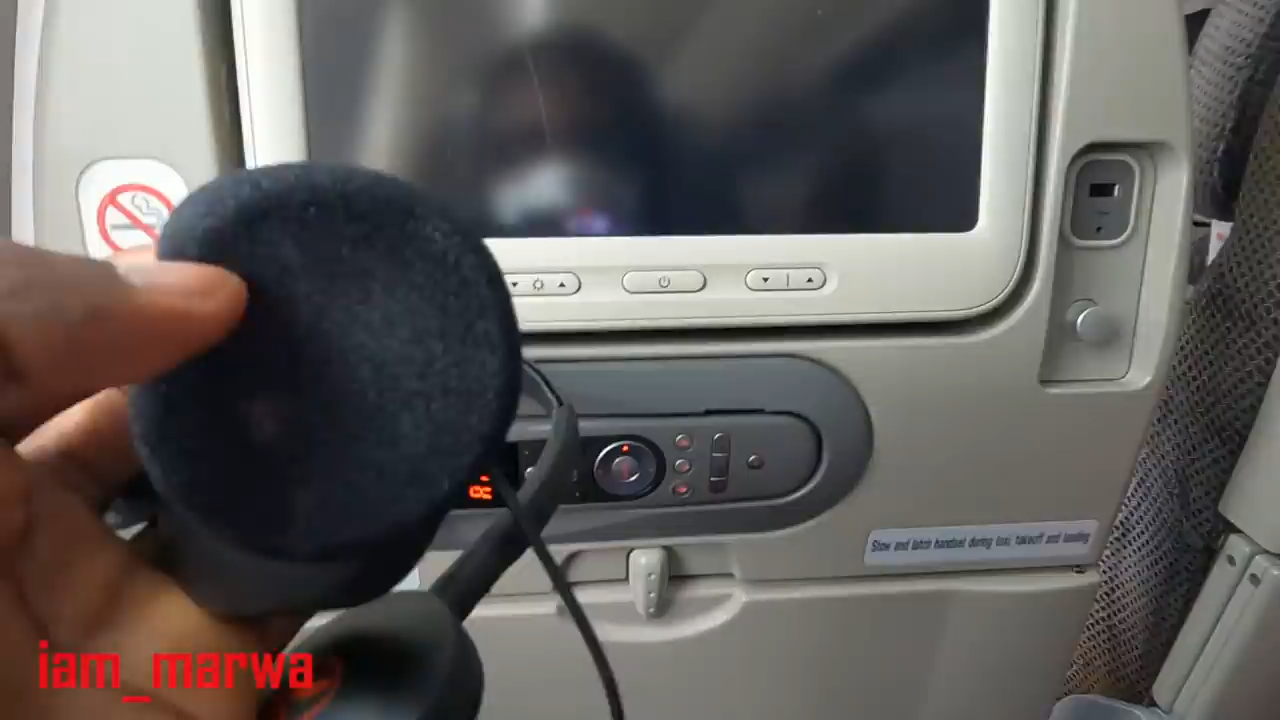 Stow and latch handset during taxi, takeoff and landing
iam_marwa